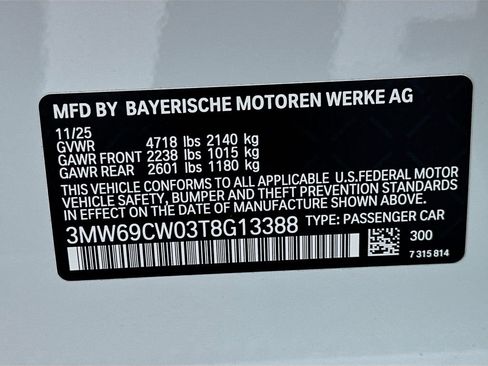 MFD BY BAYERISCHE MOTOREN WERKE AG
11/25
GVWR 4718 lbs 2140 kg
GAWR FRONT 2238 lbs 1015 kg
GAWR REAR 2601 lbs 1180 kg
THIS VEHICLE CONFORMS TO ALL APPLICABLE U.S.FEDERAL MOTOR
VEHICLE SAFETY, BUMPER, AND THEFT PREVENTION STANDARDS
IN EFFECT ON THE DATE OF MANUFACTURE SHOWN ABOVE.
3MW69CW03T8G13388 TYPE: PASSENGER CAR
300
7 315 814